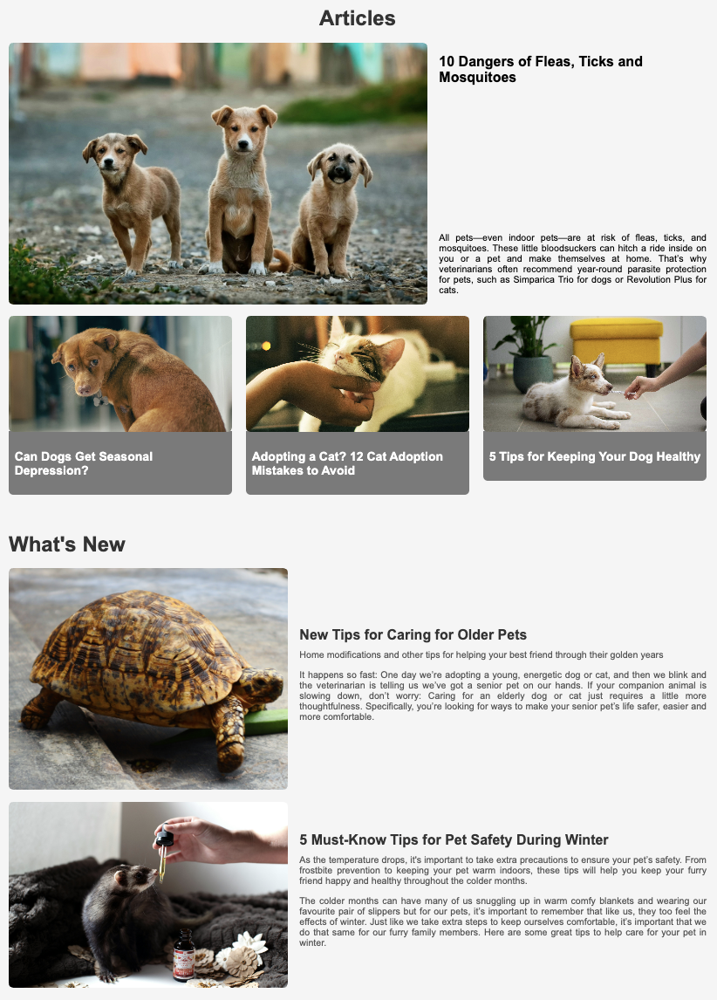 Articles
10 Dangers of Fleas, Ticks and
Mosquitoes
All pets—even indoor pets—are at risk of fleas, ticks, and
mosquitoes. These little bloodsuckers can hitch a ride inside on
you or a pet and make themselves at home. That’s why
veterinarians often recommend year-round parasite protection
for pets, such as Simparica Trio for dogs or Revolution Plus for
cats.
Can Dogs Get Seasonal
Depression?
Adopting a Cat? 12 Cat Adoption
Mistakes to Avoid
5 Tips for Keeping Your Dog Healthy
What's New
New Tips for Caring for Older Pets
Home modifications and other tips for helping your best friend through their golden years
It happens so fast: One day we’re adopting a young, energetic dog or cat, and then we blink and
the veterinarian is telling us we’ve got a senior pet on our hands. If your companion animal is
slowing down, don’t worry: Caring for an elderly dog or cat just requires a little more
thoughtfulness. Specifically, you’re looking for ways to make your senior pet’s life safer, easier and
more comfortable.
5 Must-Know Tips for Pet Safety During Winter
As the temperature drops, it's important to take extra precautions to ensure your pet’s safety. From
frostbite prevention to keeping your pet warm indoors, these tips will help you keep your furry
friend happy and healthy throughout the colder months.
The colder months can have many of us snuggling up in warm comfy blankets and wearing our
favourite pair of slippers but for our pets, it’s important to remember that like us, they too feel the
effects of winter. Just like we take extra steps to keep ourselves comfortable, it’s important that we
do that same for our furry family members. Here are some great tips to help care for your pet in
winter.